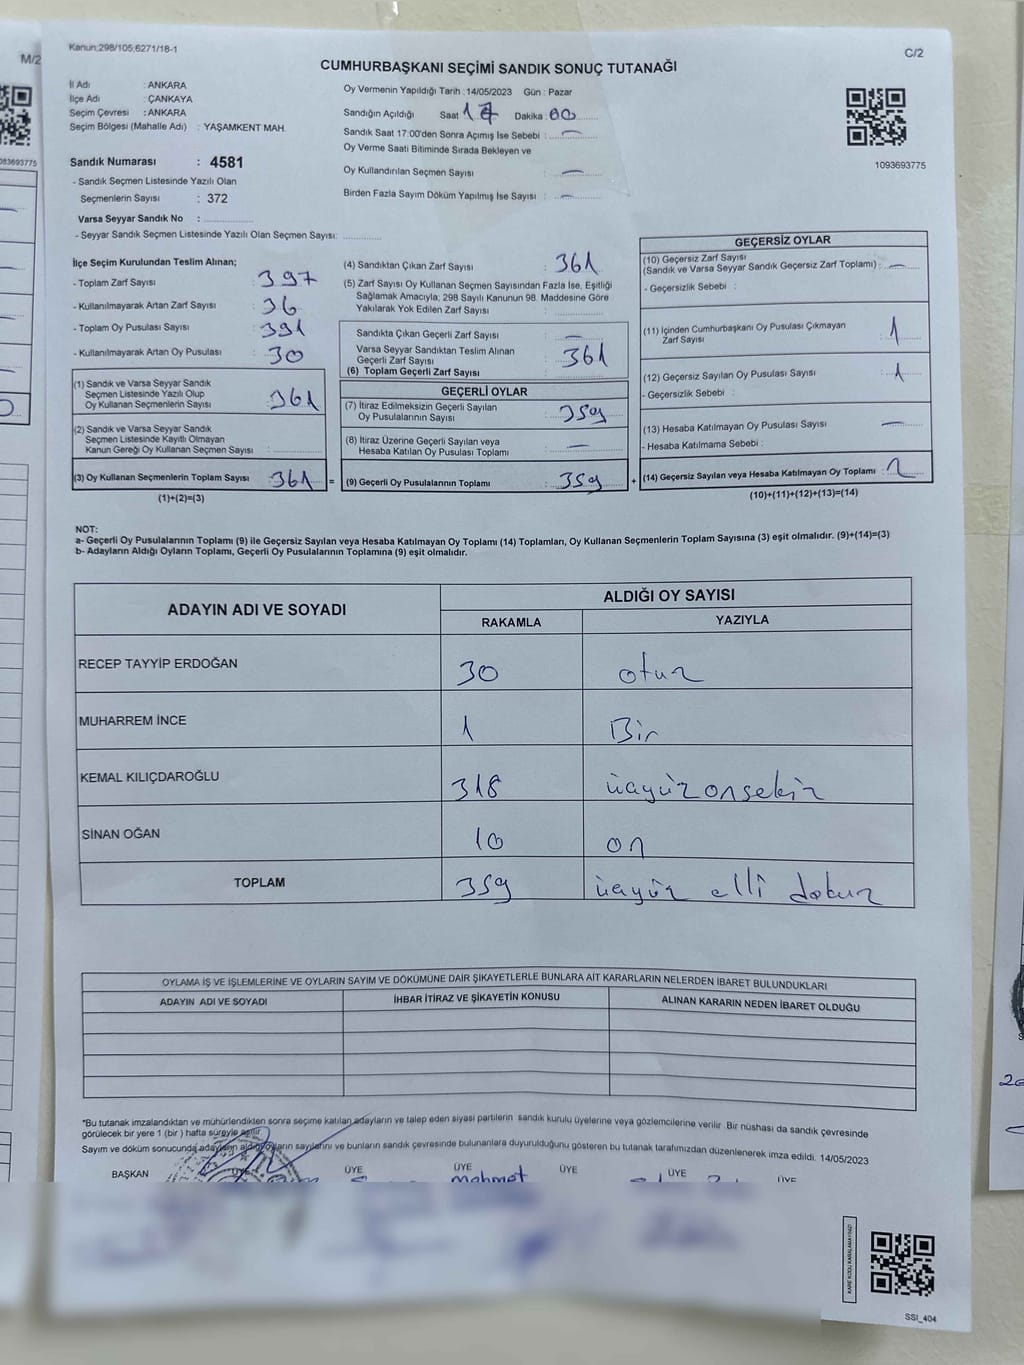 Kanun:298/105;6271/18-1
C/2
M/2
CUMHURBAŞKANI SEÇİMİ SANDIK SONUÇ TUTANAĞI
İl Adı : ANKARA
İlçe Adı : ÇANKAYA
Seçim Çevresi : ANKARA
Seçim Bölgesi (Mahalle Adı) : YAŞAMKENT MAH.
Sandık Numarası : 4581
- Sandık Seçmen Listesinde Yazılı Olan
Seçmenlerin Sayısı : 372
Varsa Seyyar Sandık No :
- Seyyar Sandık Seçmen Listesinde Yazılı Olan Seçmen Sayısı:
Oy Vermenin Yapıldığı Tarih : 14/05/2023 Gün : Pazar
Sandığın Açıldığı Saat 17 Dakika : 00
Sandık Saat 17:00'den Sonra Açımış İse Sebebi : —
Oy Verme Saati Bitiminde Sırada Bekleyen ve
Oy Kullandırılan Seçmen Sayısı : —
Birden Fazla Sayım Döküm Yapılmış İse Sayısı : —
1093693775
İlçe Seçim Kurulundan Teslim Alınan;
- Toplam Zarf Sayısı : 397
- Kullanılmayarak Artan Zarf Sayısı : 36
- Toplam Oy Pusulası Sayısı : 391
- Kullanılmayarak Artan Oy Pusulası : 30
(1) Sandık ve Varsa Seyyar Sandık
Seçmen Listesinde Yazılı Olup
Oy Kullanan Seçmenlerin Sayısı : 361
(2) Sandık ve Varsa Seyyar Sandık
Seçmen Listesinde Kayıtlı Olmayan
Kanun Gereği Oy Kullanan Seçmen Sayısı :
(3) Oy Kullanan Seçmenlerin Toplam Sayısı : 361 =
(1)+(2)=(3)
(4) Sandıktan Çıkan Zarf Sayısı : 361
(5) Zarf Sayısı Oy Kullanan Seçmen Sayısından Fazla İse, Eşitliği
Sağlamak Amacıyla; 298 Sayılı Kanunun 98. Maddesine Göre
Yakılarak Yok Edilen Zarf Sayısı :
Sandıkta Çıkan Geçerli Zarf Sayısı : —
Varsa Seyyar Sandıktan Teslim Alınan
Geçerli Zarf Sayısı : 361
(6) Toplam Geçerli Zarf Sayısı :
GEÇERLİ OYLAR
(7) İtiraz Edilmeksizin Geçerli Sayılan
Oy Pusulalarının Sayısı : 359
(8) İtiraz Üzerine Geçerli Sayılan veya
Hesaba Katılan Oy Pusulası Toplamı : —
(9) Geçerli Oy Pusulalarının Toplamı : 359 +
GEÇERSİZ OYLAR
(10) Geçersiz Zarf Sayısı
(Sandık ve Varsa Seyyar Sandık Geçersiz Zarf Toplamı) : —
- Geçersizlik Sebebi :
(11) İçinden Cumhurbaşkanı Oy Pusulası Çıkmayan
Zarf Sayısı : 1
(12) Geçersiz Sayılan Oy Pusulası Sayısı : 1
- Geçersizlik Sebebi :
(13) Hesaba Katılmayan Oy Pusulası Sayısı : —
- Hesaba Katılmama Sebebi :
(14) Geçersiz Sayılan veya Hesaba Katılmayan Oy Toplamı : 2
(10)+(11)+(12)+(13)=(14)
NOT:
a- Geçerli Oy Pusulalarının Toplamı (9) ile Geçersiz Sayılan veya Hesaba Katılmayan Oy Toplamı (14) Toplamları, Oy Kullanan Seçmenlerin Toplam Sayısına (3) eşit olmalıdır. (9)+(14)=(3)
b- Adayların Aldığı Oyların Toplamı, Geçerli Oy Pusulalarının Toplamına (9) eşit olmalıdır.
ADAYIN ADI VE SOYADI ALDIĞI OY SAYISI
RAKAMLA YAZIYLA
RECEP TAYYİP ERDOĞAN 30 otuz
MUHARREM İNCE 1 Bir
KEMAL KILIÇDAROĞLU 318 üçyüzonsekiz
SİNAN OĞAN 10 on
TOPLAM 359 üçyüz elli dokuz
OYLAMA İŞ VE İŞLEMLERİNE VE OYLARIN SAYIM VE DÖKÜMÜNE DAİR ŞİKAYETLERLE BUNLARA AİT KARARLARIN NELERDEN İBARET BULUNDUKLARI
ADAYIN ADI VE SOYADI İHBAR İTİRAZ VE ŞİKAYETİN KONUSU ALINAN KARARIN NEDEN İBARET OLDUĞU
*Bu tutanak imzalandıktan ve mühürlendikten sonra seçime katılan adayların ve talep eden siyasi partilerin sandık kurulu üyelerine veya gözlemcilerine verilir. Bir nüshası da sandık çevresinde
görülecek bir yere 1 (bir) hafta süreyle asılır.
Sayım ve döküm sonucunda adayların aldığı oyların sayılarını ve bunların sandık çevresinde bulunanlara duyurulduğunu gösteren bu tutanak tarafımızdan düzenlenerek imza edildi. 14/05/2023
BAŞKAN ÜYE ÜYE ÜYE ÜYE ÜYE
Mehmet
KARE KODU KARALAMAYINIZ!
SSI_404